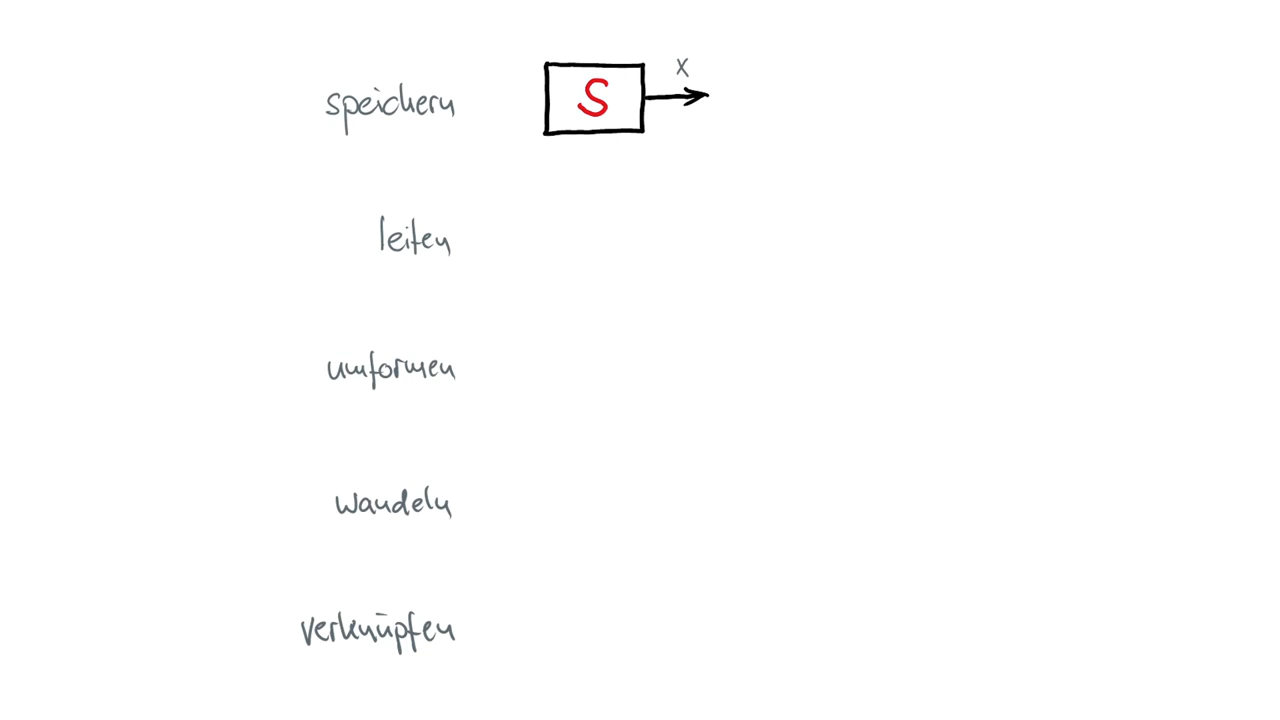 speichern S x
leiten
umformen
wandeln
verknüpfen